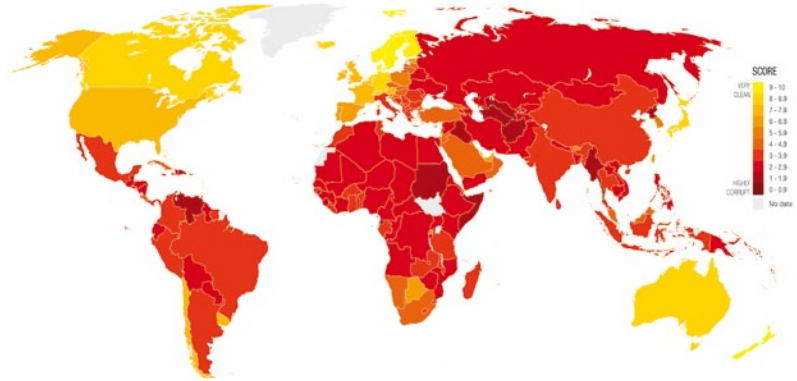 SCORE
VERY
CLEAN
9 - 10
8 - 8.9
7 - 7.9
6 - 6.9
5 - 5.9
4 - 4.9
3 - 3.9
2 - 2.9
1 - 1.9
HIGHLY
CORRUPT
0 - 0.9
No data